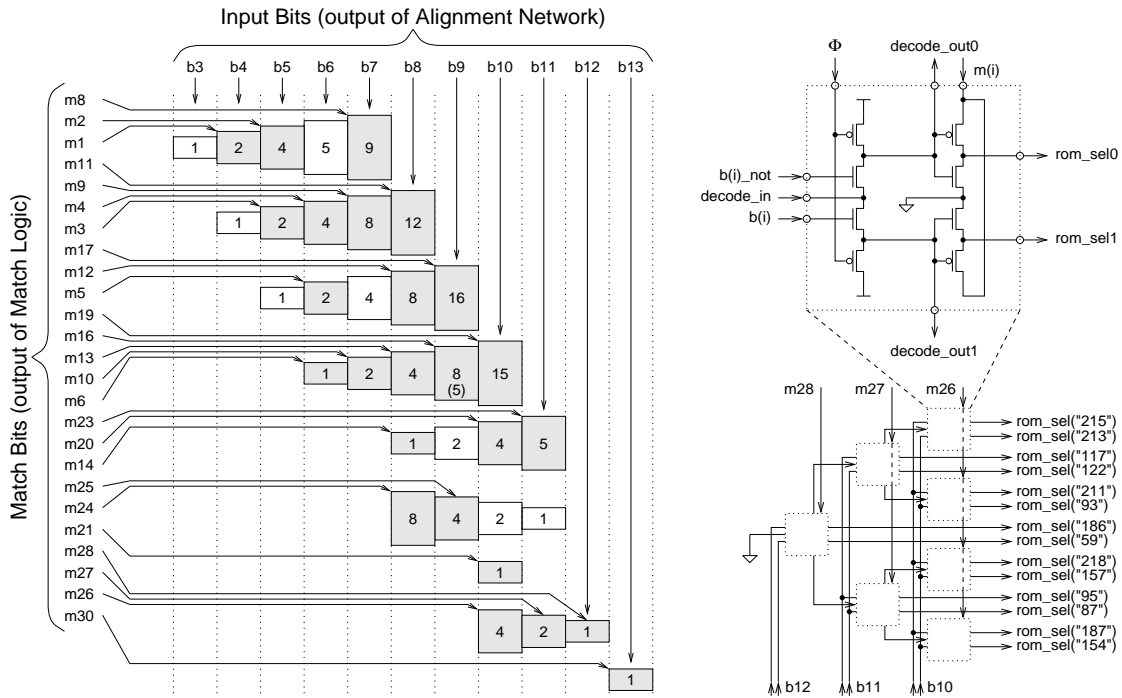 Input Bits (output of Alignment Network)
b3 b4 b5 b6 b7 b8 b9 b10 b11 b12 b13
Match Bits (output of Match Logic)
m8
m2
m1
m11
m9
m4
m3
m17
m12
m5
m19
m16
m13
m10
m6
m23
m20
m14
m25
m24
m21
m28
m27
m26
m30
1 2 4 5 9
1 2 4 8 12
1 2 4 8 16
1 2 4 8 15
(5)
1 2 4 5
8 4 2 1
1
4 2 1
1
Φ decode_out0
m(i)
rom_sel0
b(i)_not
decode_in
b(i)
rom_sel1
decode_out1
m28 m27 m26
rom_sel("215")
rom_sel("213")
rom_sel("117")
rom_sel("122")
rom_sel("211")
rom_sel("93")
rom_sel("186")
rom_sel("59")
rom_sel("218")
rom_sel("157")
rom_sel("95")
rom_sel("87")
rom_sel("187")
rom_sel("154")
b12 b11 b10